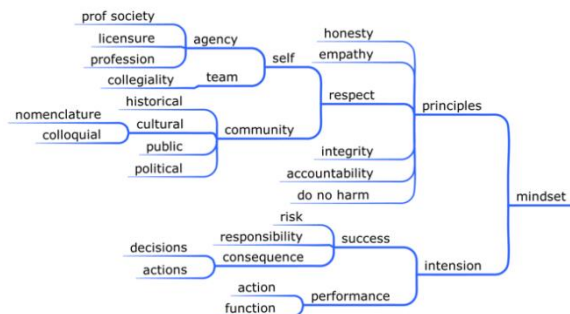 prof society
licensure
profession
agency
collegiality
team
self
historical
nomenclature
colloquial
cultural
public
political
community
honesty
empathy
respect
integrity
accountability
do no harm
principles
mindset
risk
responsibility
decisions
actions
consequence
success
action
function
performance
intension